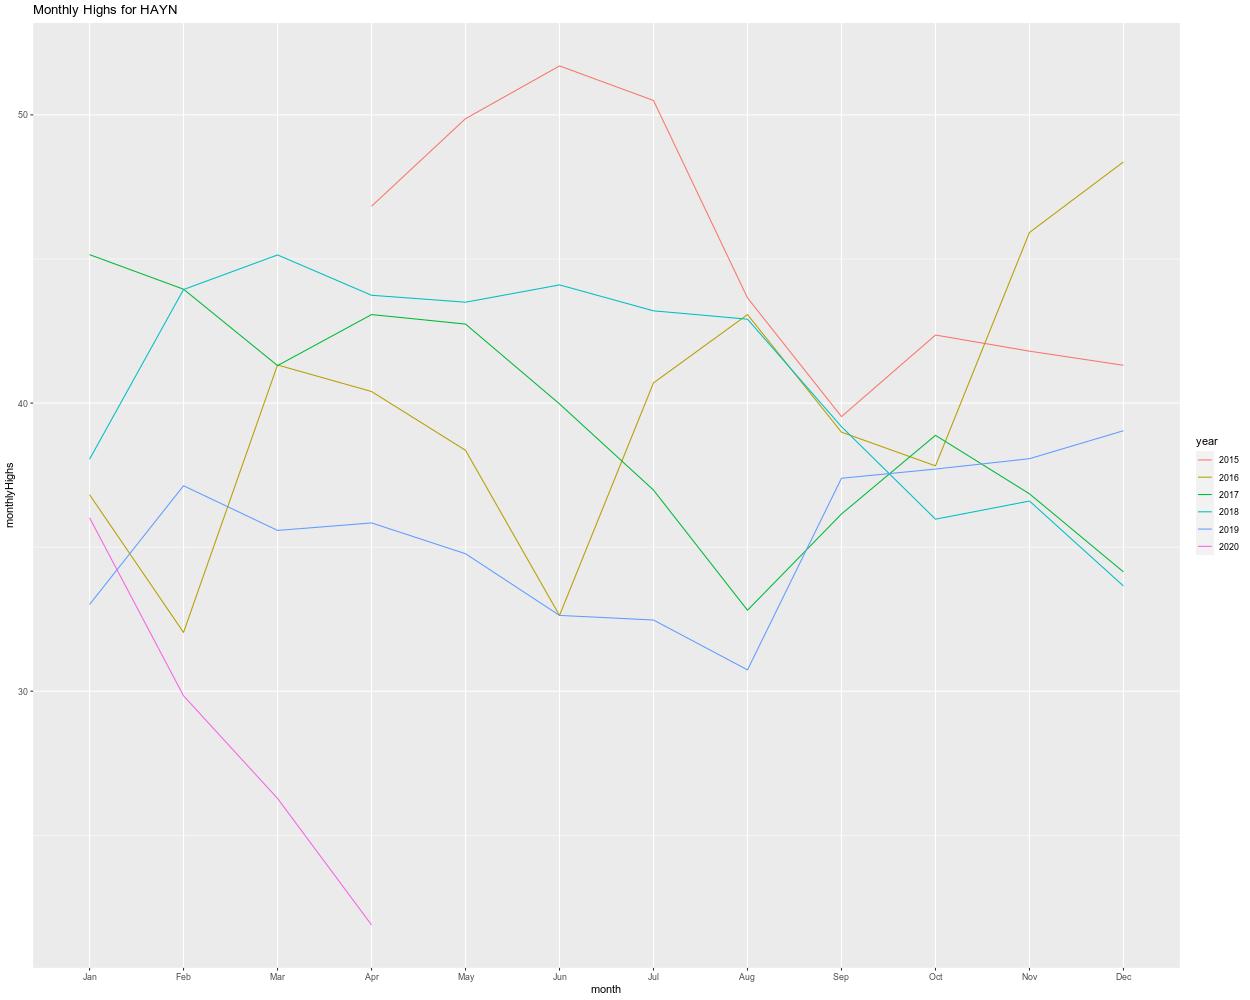 Monthly Highs for HAYN
monthlyHighs
50
40
30
Jan Feb Mar Apr May Jun Jul Aug Sep Oct Nov Dec
month
year
2015
2016
2017
2018
2019
2020